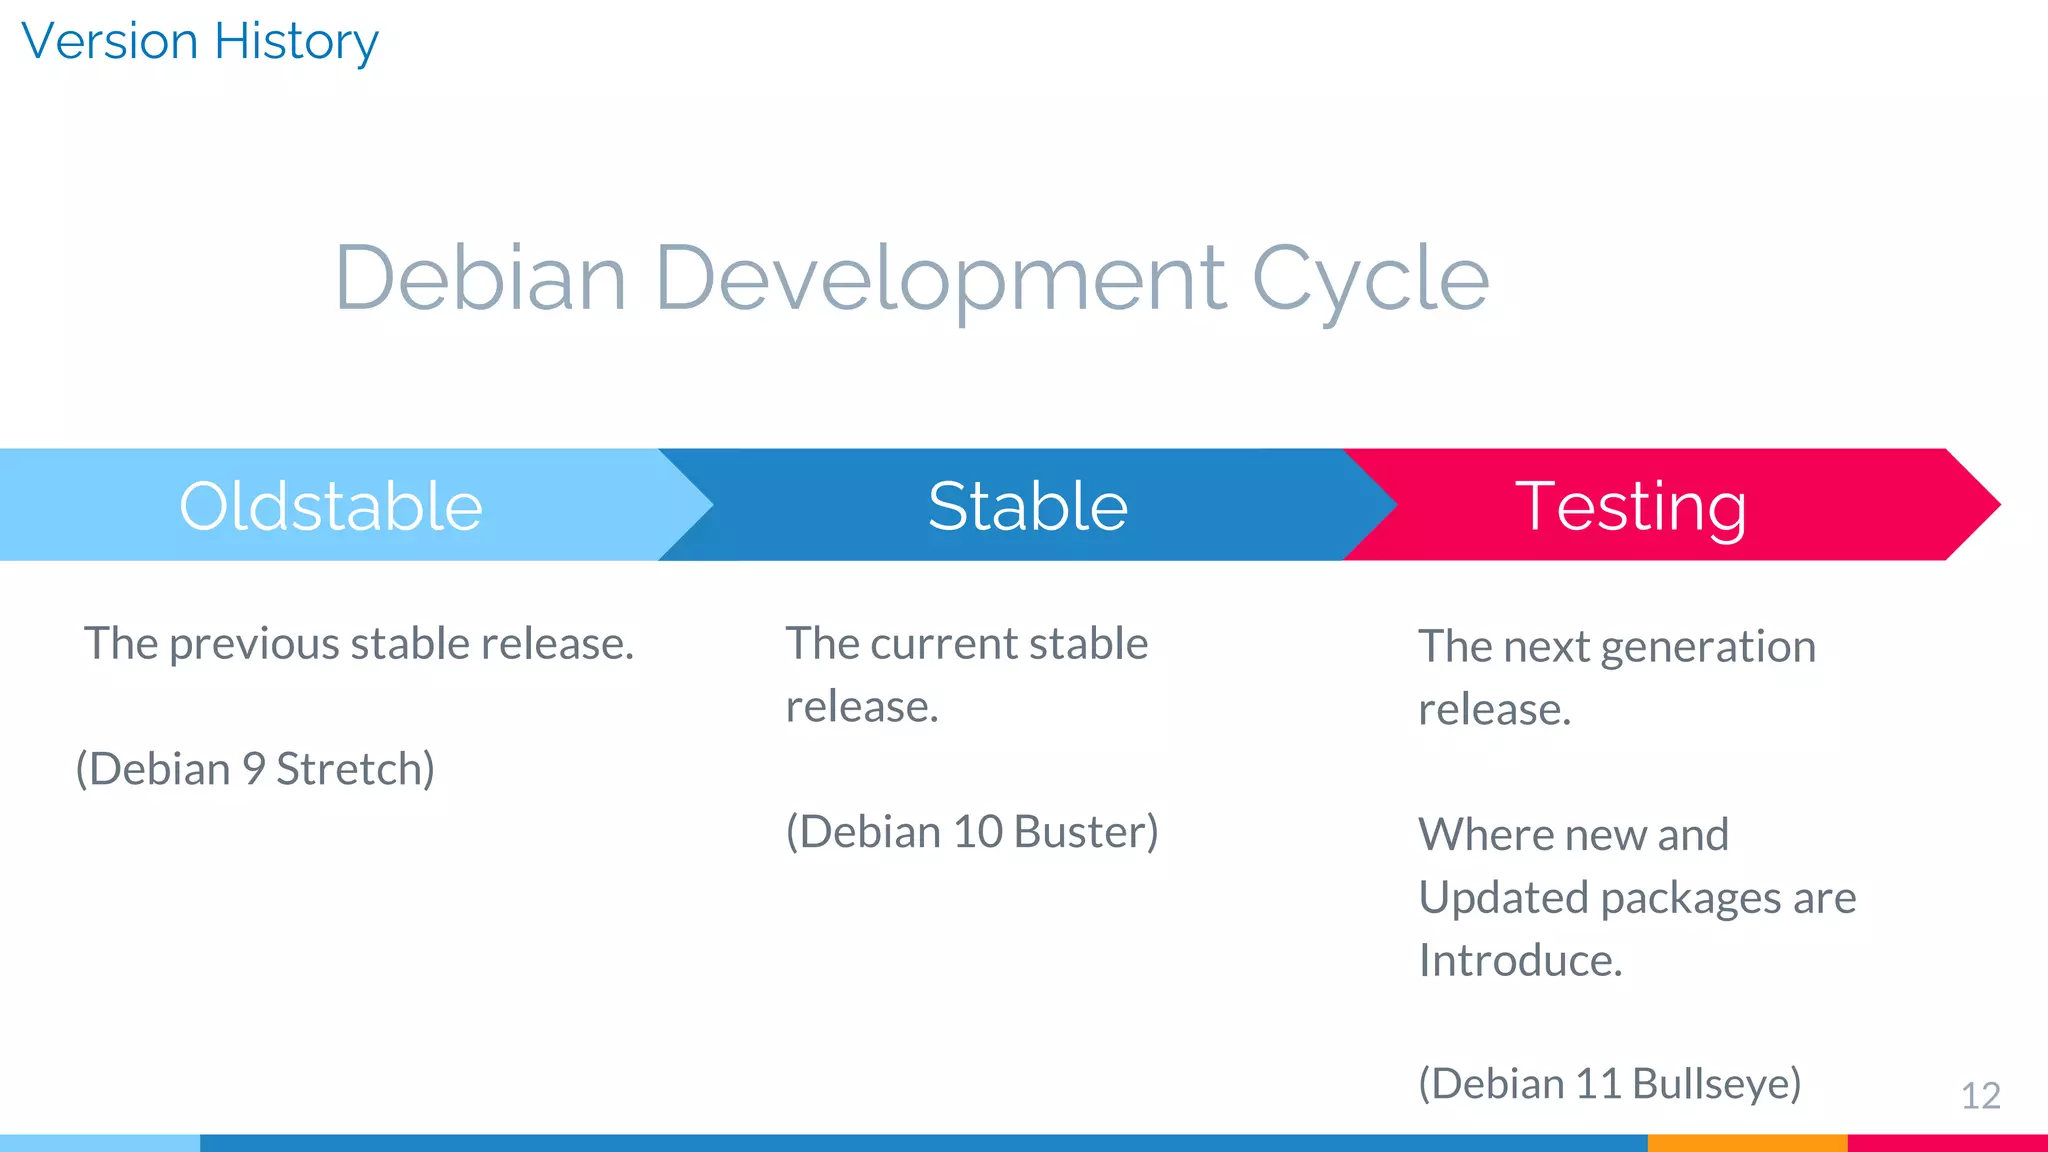 Version History
Debian Development Cycle
Oldstable
Stable
Testing
The previous stable release.
(Debian 9 Stretch)
The current stable
release.
(Debian 10 Buster)
The next generation
release.
Where new and
Updated packages are
Introduce.
(Debian 11 Bullseye)
12